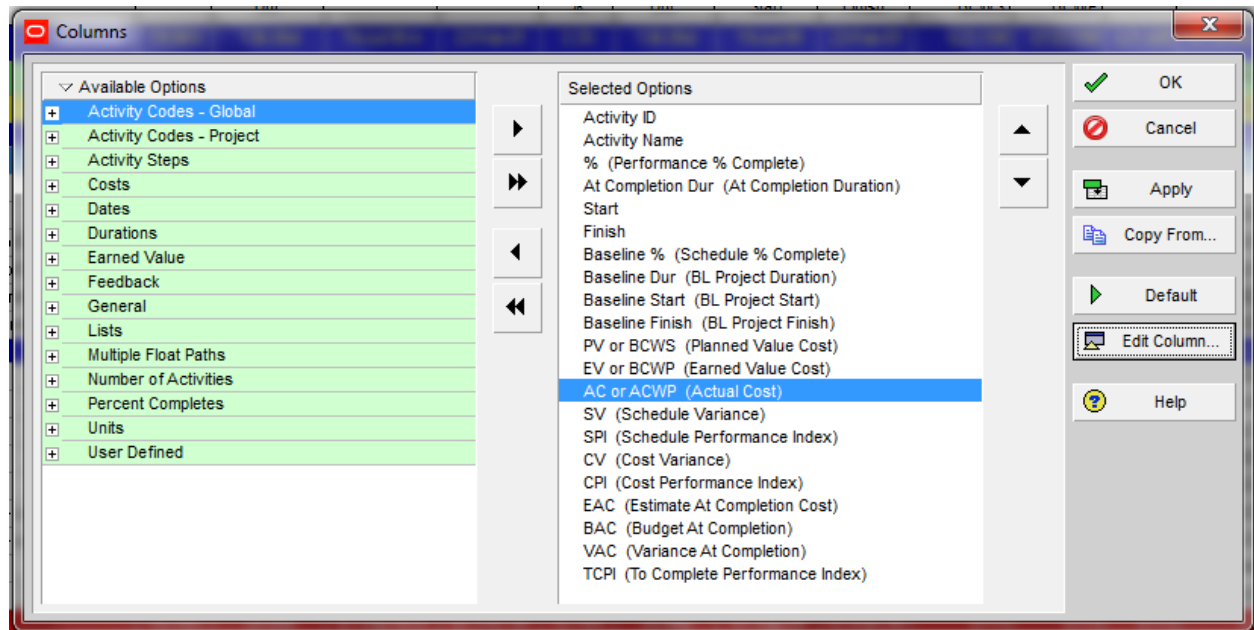 Columns
Available Options
Activity Codes - Global
Activity Codes - Project
Activity Steps
Costs
Dates
Durations
Earned Value
Feedback
General
Lists
Multiple Float Paths
Number of Activities
Percent Completes
Units
User Defined
Selected Options
Activity ID
Activity Name
% (Performance % Complete)
At Completion Dur (At Completion Duration)
Start
Finish
Baseline % (Schedule % Complete)
Baseline Dur (BL Project Duration)
Baseline Start (BL Project Start)
Baseline Finish (BL Project Finish)
PV or BCWS (Planned Value Cost)
EV or BCWP (Earned Value Cost)
AC or ACWP (Actual Cost)
SV (Schedule Variance)
SPI (Schedule Performance Index)
CV (Cost Variance)
CPI (Cost Performance Index)
EAC (Estimate At Completion Cost)
BAC (Budget At Completion)
VAC (Variance At Completion)
TCPI (To Complete Performance Index)
OK
Cancel
Apply
Copy From...
Default
Edit Column...
Help